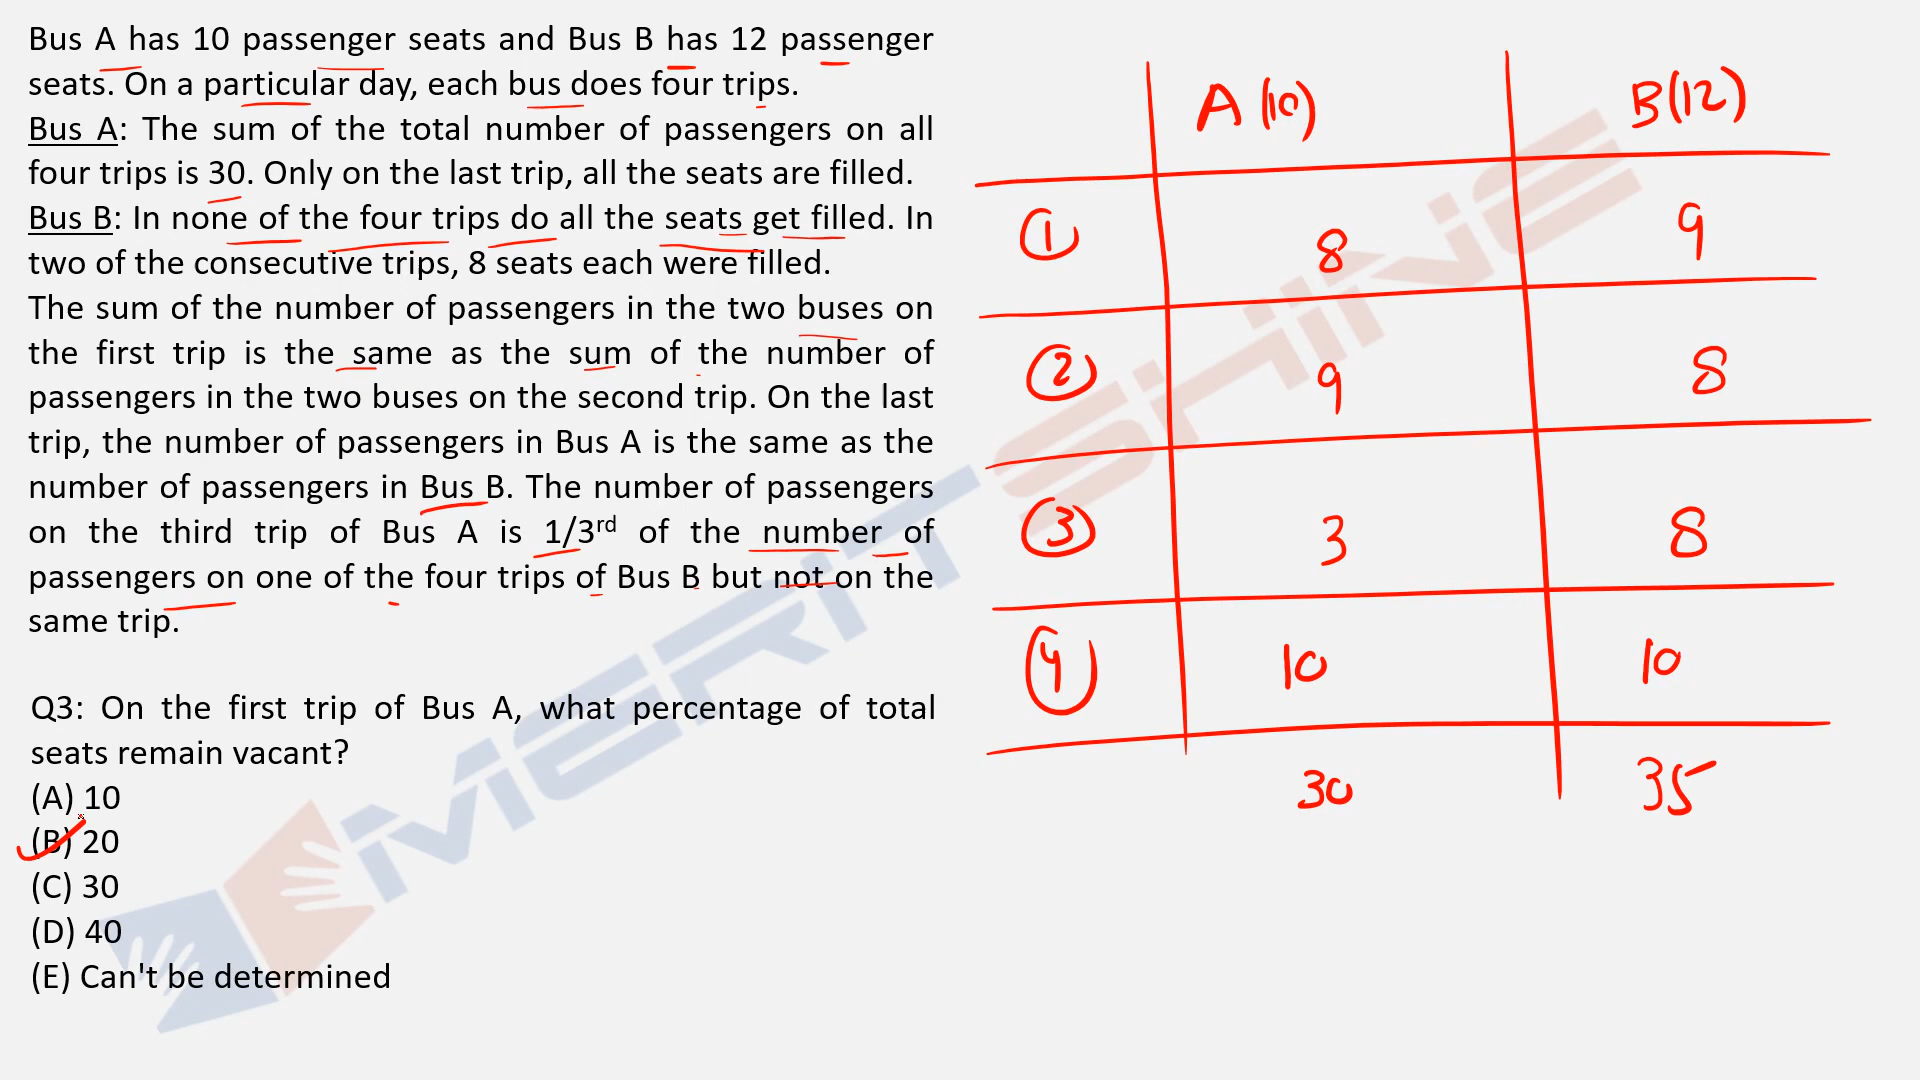 Bus A has 10 passenger seats and Bus B has 12 passenger
seats. On a particular day, each bus does four trips.
Bus A: The sum of the total number of passengers on all
four trips is 30. Only on the last trip, all the seats are filled.
Bus B: In none of the four trips do all the seats get filled. In
two of the consecutive trips, 8 seats each were filled.
The sum of the number of passengers in the two buses on
the first trip is the same as the sum of the number of
passengers in the two buses on the second trip. On the last
trip, the number of passengers in Bus A is the same as the
number of passengers in Bus B. The number of passengers
on the third trip of Bus A is 1/3rd of the number of
passengers on one of the four trips of Bus B but not on the
same trip.
Q3: On the first trip of Bus A, what percentage of total
seats remain vacant?
(A) 10
(B) 20
(C) 30
(D) 40
(E) Can't be determined
A (10) B(12)
1 8 9
2 9 8
3 3 8
4 10 10
30 35
MERITSHINE